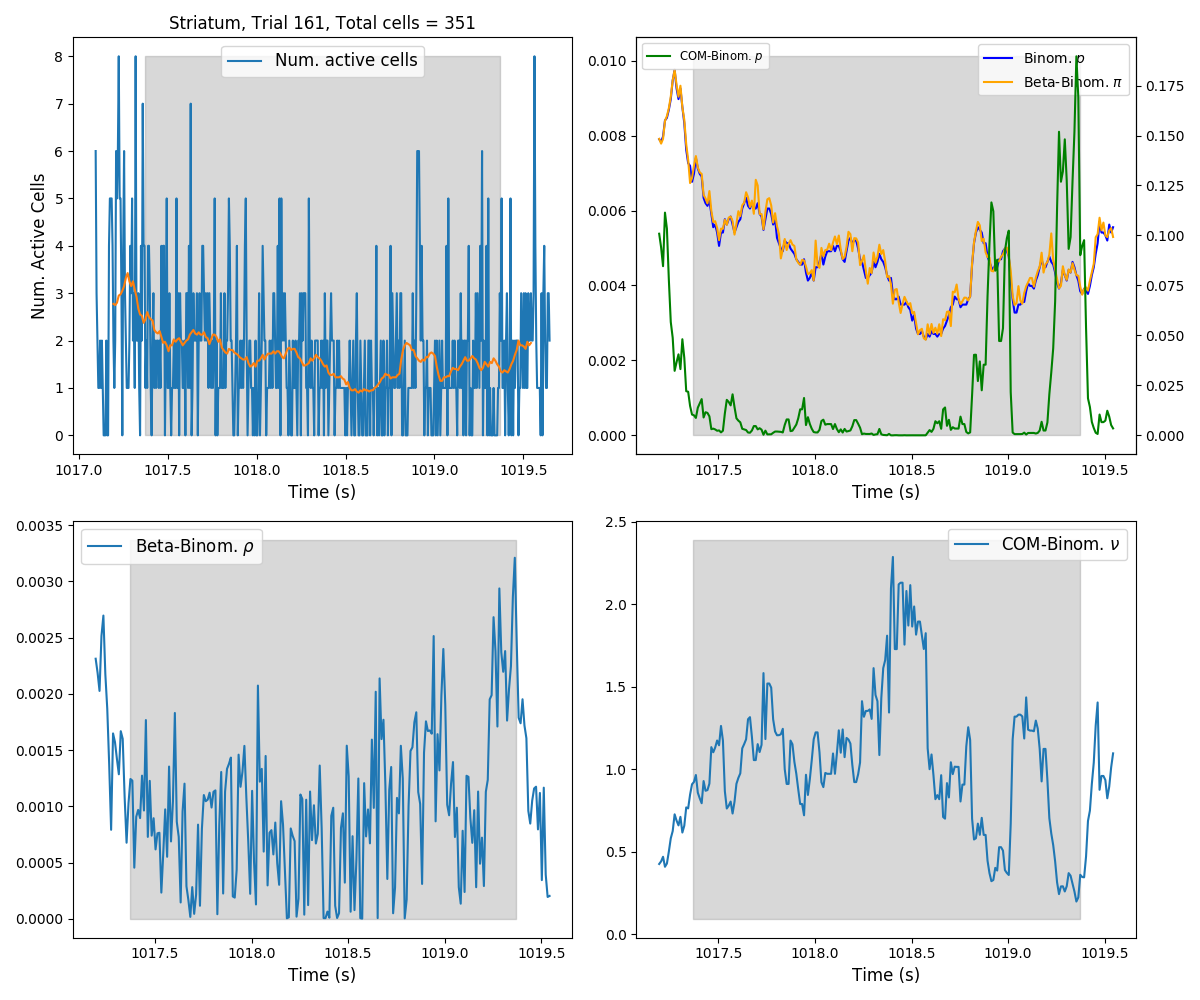 Striatum, Trial 161, Total cells = 351
Num. active cells
Num. Active Cells
8
7
6
5
4
3
2
1
0
1017.0 1017.5 1018.0 1018.5 1019.0 1019.5
Time (s)
COM-Binom. p
Binom. p
Beta-Binom. π
0.010
0.008
0.006
0.004
0.002
0.000
0.175
0.150
0.125
0.100
0.075
0.050
0.025
0.000
1017.5 1018.0 1018.5 1019.0 1019.5
Time (s)
Beta-Binom. ρ
0.0035
0.0030
0.0025
0.0020
0.0015
0.0010
0.0005
0.0000
1017.5 1018.0 1018.5 1019.0 1019.5
Time (s)
COM-Binom. ν
2.5
2.0
1.5
1.0
0.5
0.0
1017.5 1018.0 1018.5 1019.0 1019.5
Time (s)